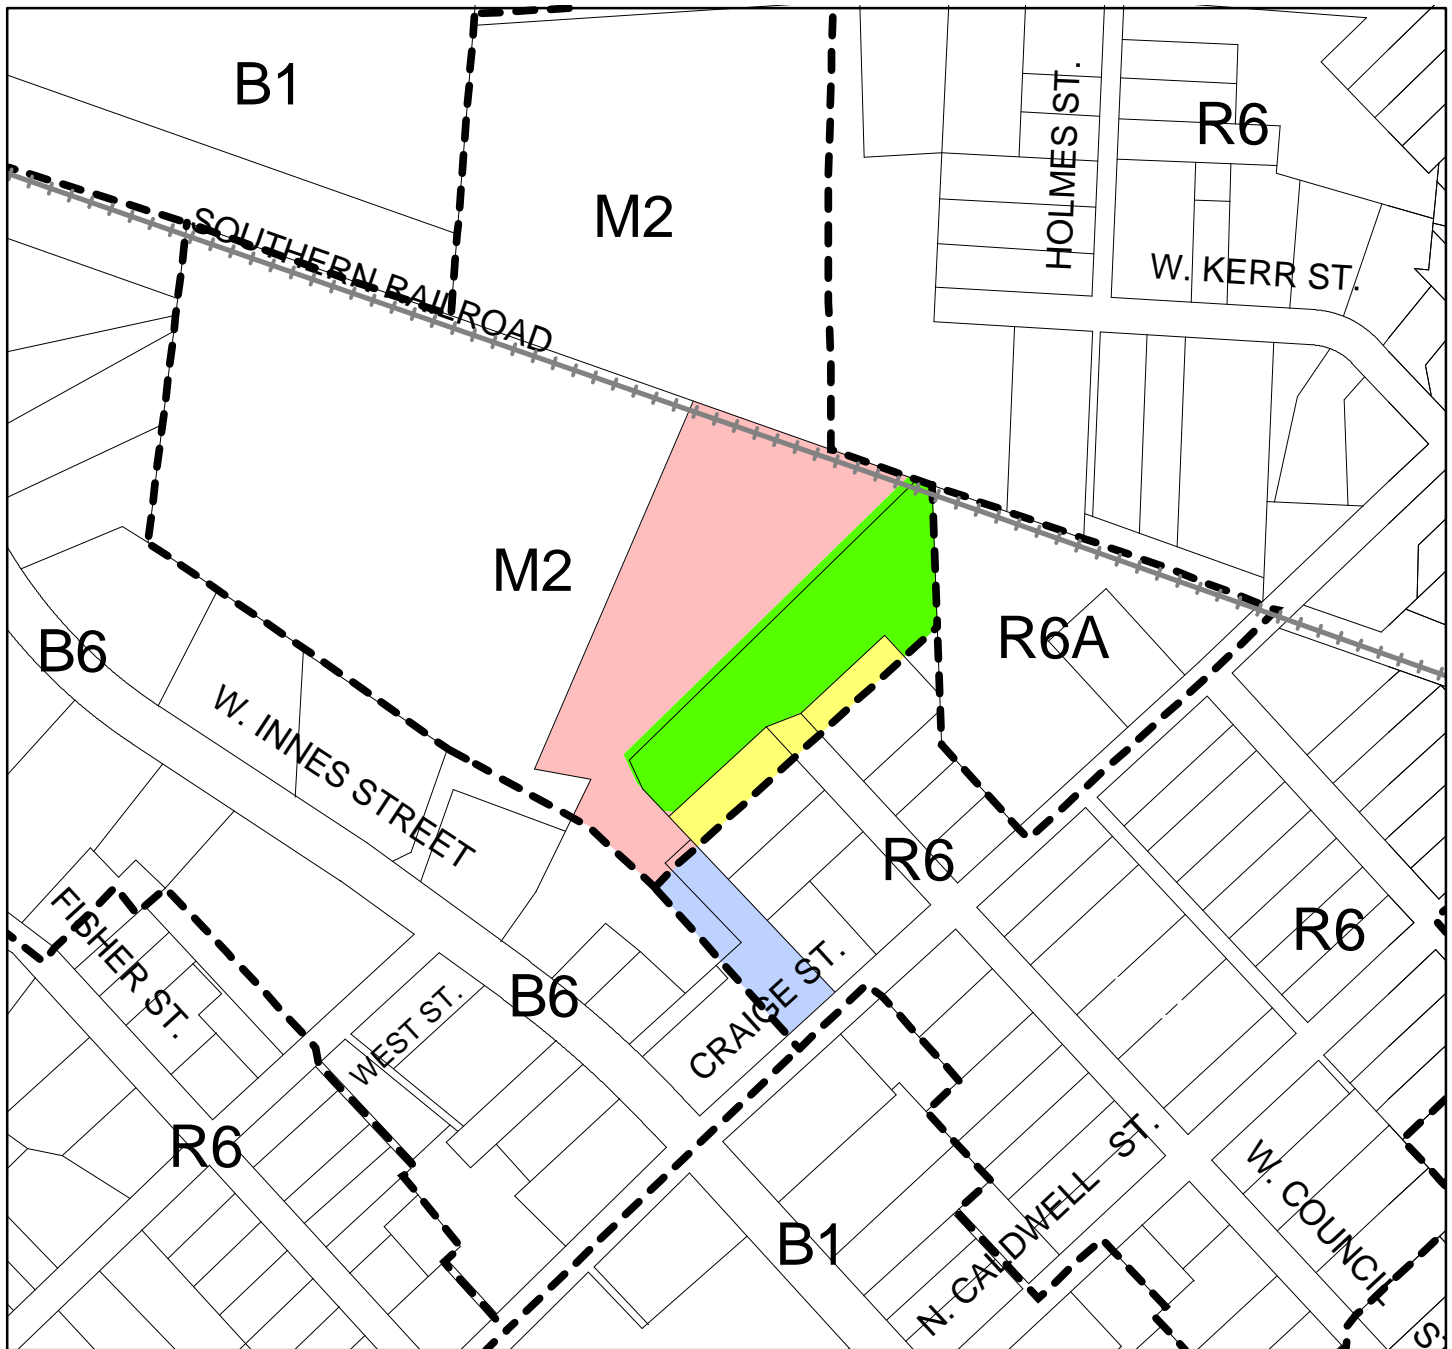 B1
R6
HOLMES ST.
M2
SOUTHERN RAILROAD
W. KERR ST.
M2
R6A
B6
W. INNES STREET
R6
R6
FISHER ST.
B6
WEST ST.
CRAIGE ST.
R6
B1
N. CALDWELL ST.
W. COUNCIL S